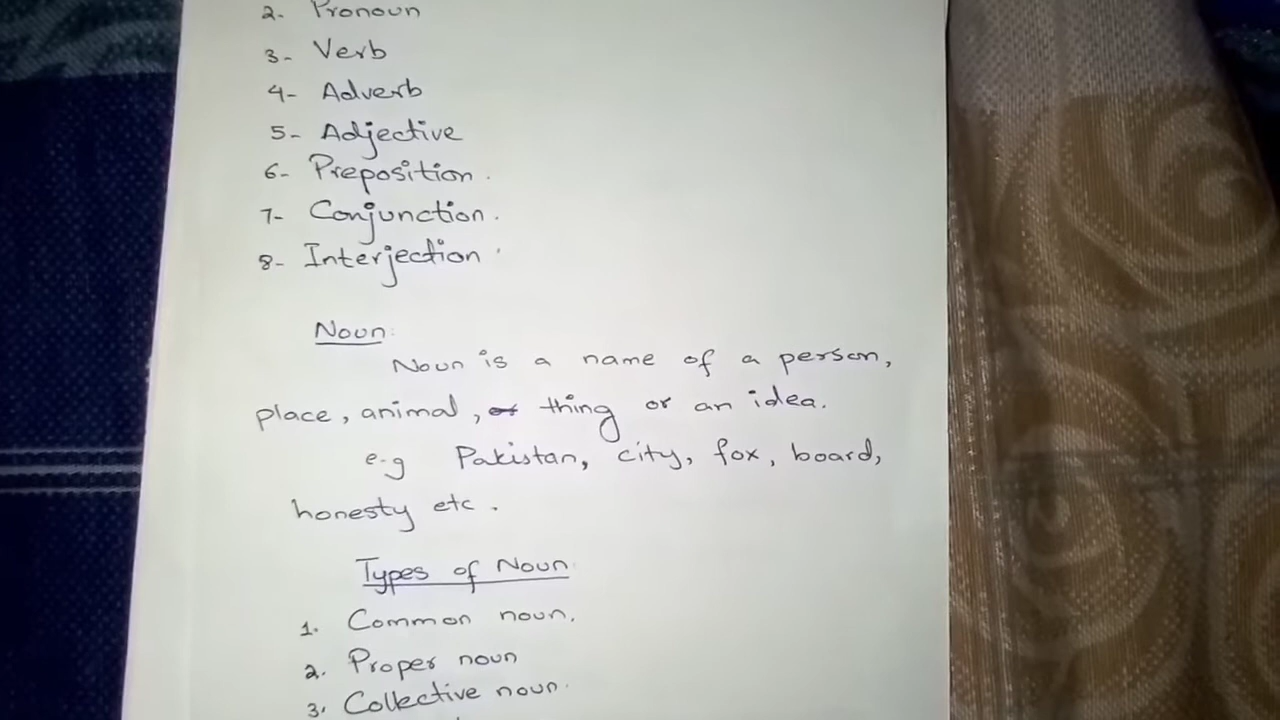 2- Pronoun
3- Verb
4- Adverb
5- Adjective
6- Preposition.
7- Conjunction.
8- Interjection.
Noun:
Noun is a name of a person,
place, animal, or thing or an idea.
e.g Pakistan, city, fox, board,
honesty etc.
Types of Noun
1. Common noun.
2. Proper noun
3. Collective noun.